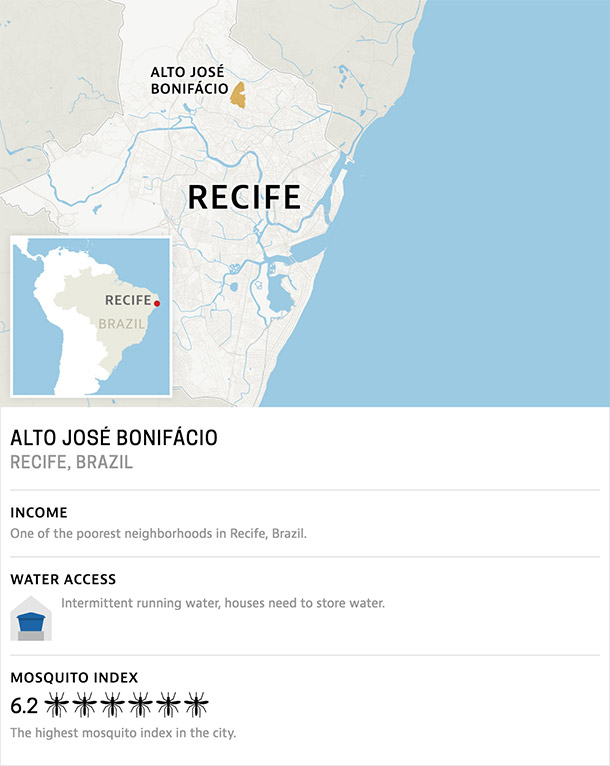 ALTO JOSÉ
BONIFÁCIO
RECIFE
RECIFE
BRAZIL
ALTO JOSÉ BONIFÁCIO
RECIFE, BRAZIL
INCOME
One of the poorest neighborhoods in Recife, Brazil.
WATER ACCESS
Intermittent running water, houses need to store water.
MOSQUITO INDEX
6.2
The highest mosquito index in the city.